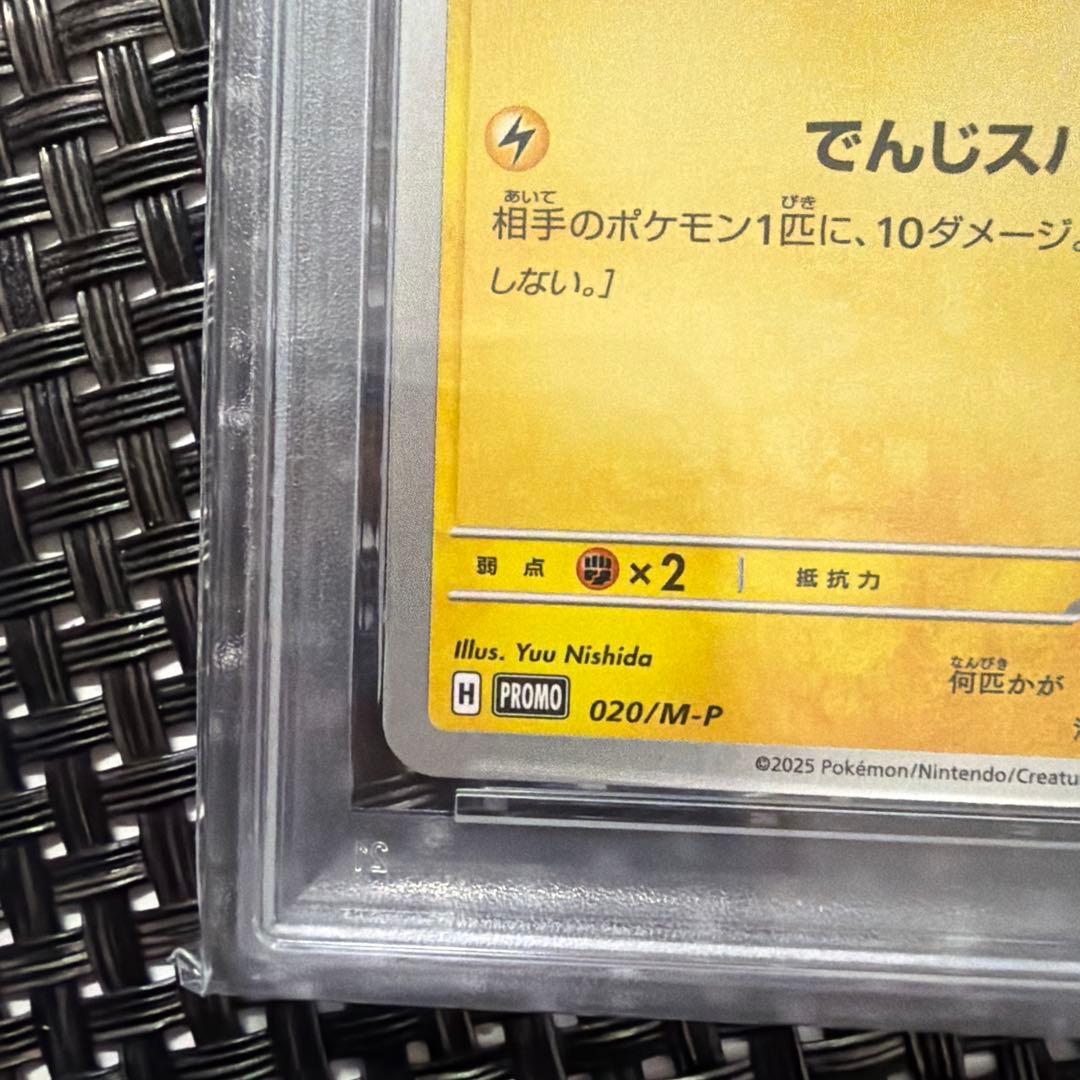 でんじス
あいて びき
相手のポケモン1匹に、10ダメージ。
しない。]
弱点 ×2 抵抗力
Illus. Yuu Nishida
なんびき
何匹かが
H PROMO 020/M-P
©2025 Pokémon/Nintendo/Creatu